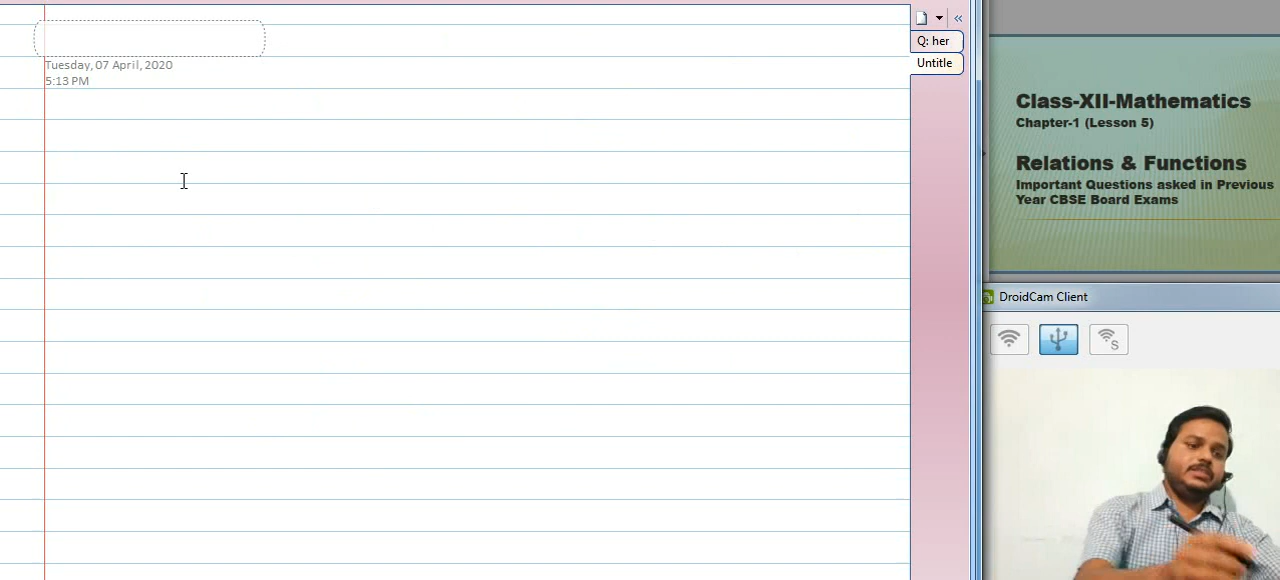 Tuesday, 07 April, 2020
5:13 PM
Q: her
Untitle
Class-XII-Mathematics
Chapter-1 (Lesson 5)
Relations & Functions
Important Questions asked in Previous
Year CBSE Board Exams
DroidCam Client
S